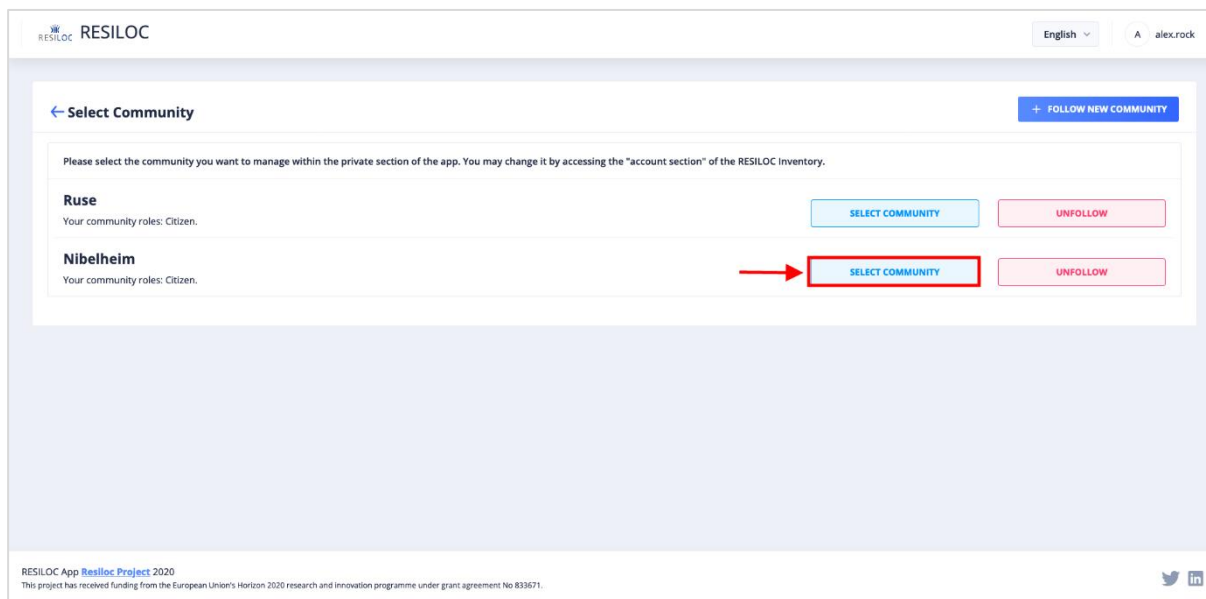 RESILOC RESILOC
English
A alex.rock
Select Community
+ FOLLOW NEW COMMUNITY
Please select the community you want to manage within the private section of the app. You may change it by accessing the "account section" of the RESILOC Inventory.
Ruse
Your community roles: Citizen.
SELECT COMMUNITY
UNFOLLOW
Nibelheim
Your community roles: Citizen.
SELECT COMMUNITY
UNFOLLOW
RESILOC App Resiloc Project 2020
This project has received funding from the European Union's Horizon 2020 research and innovation programme under grant agreement No 833671.
in